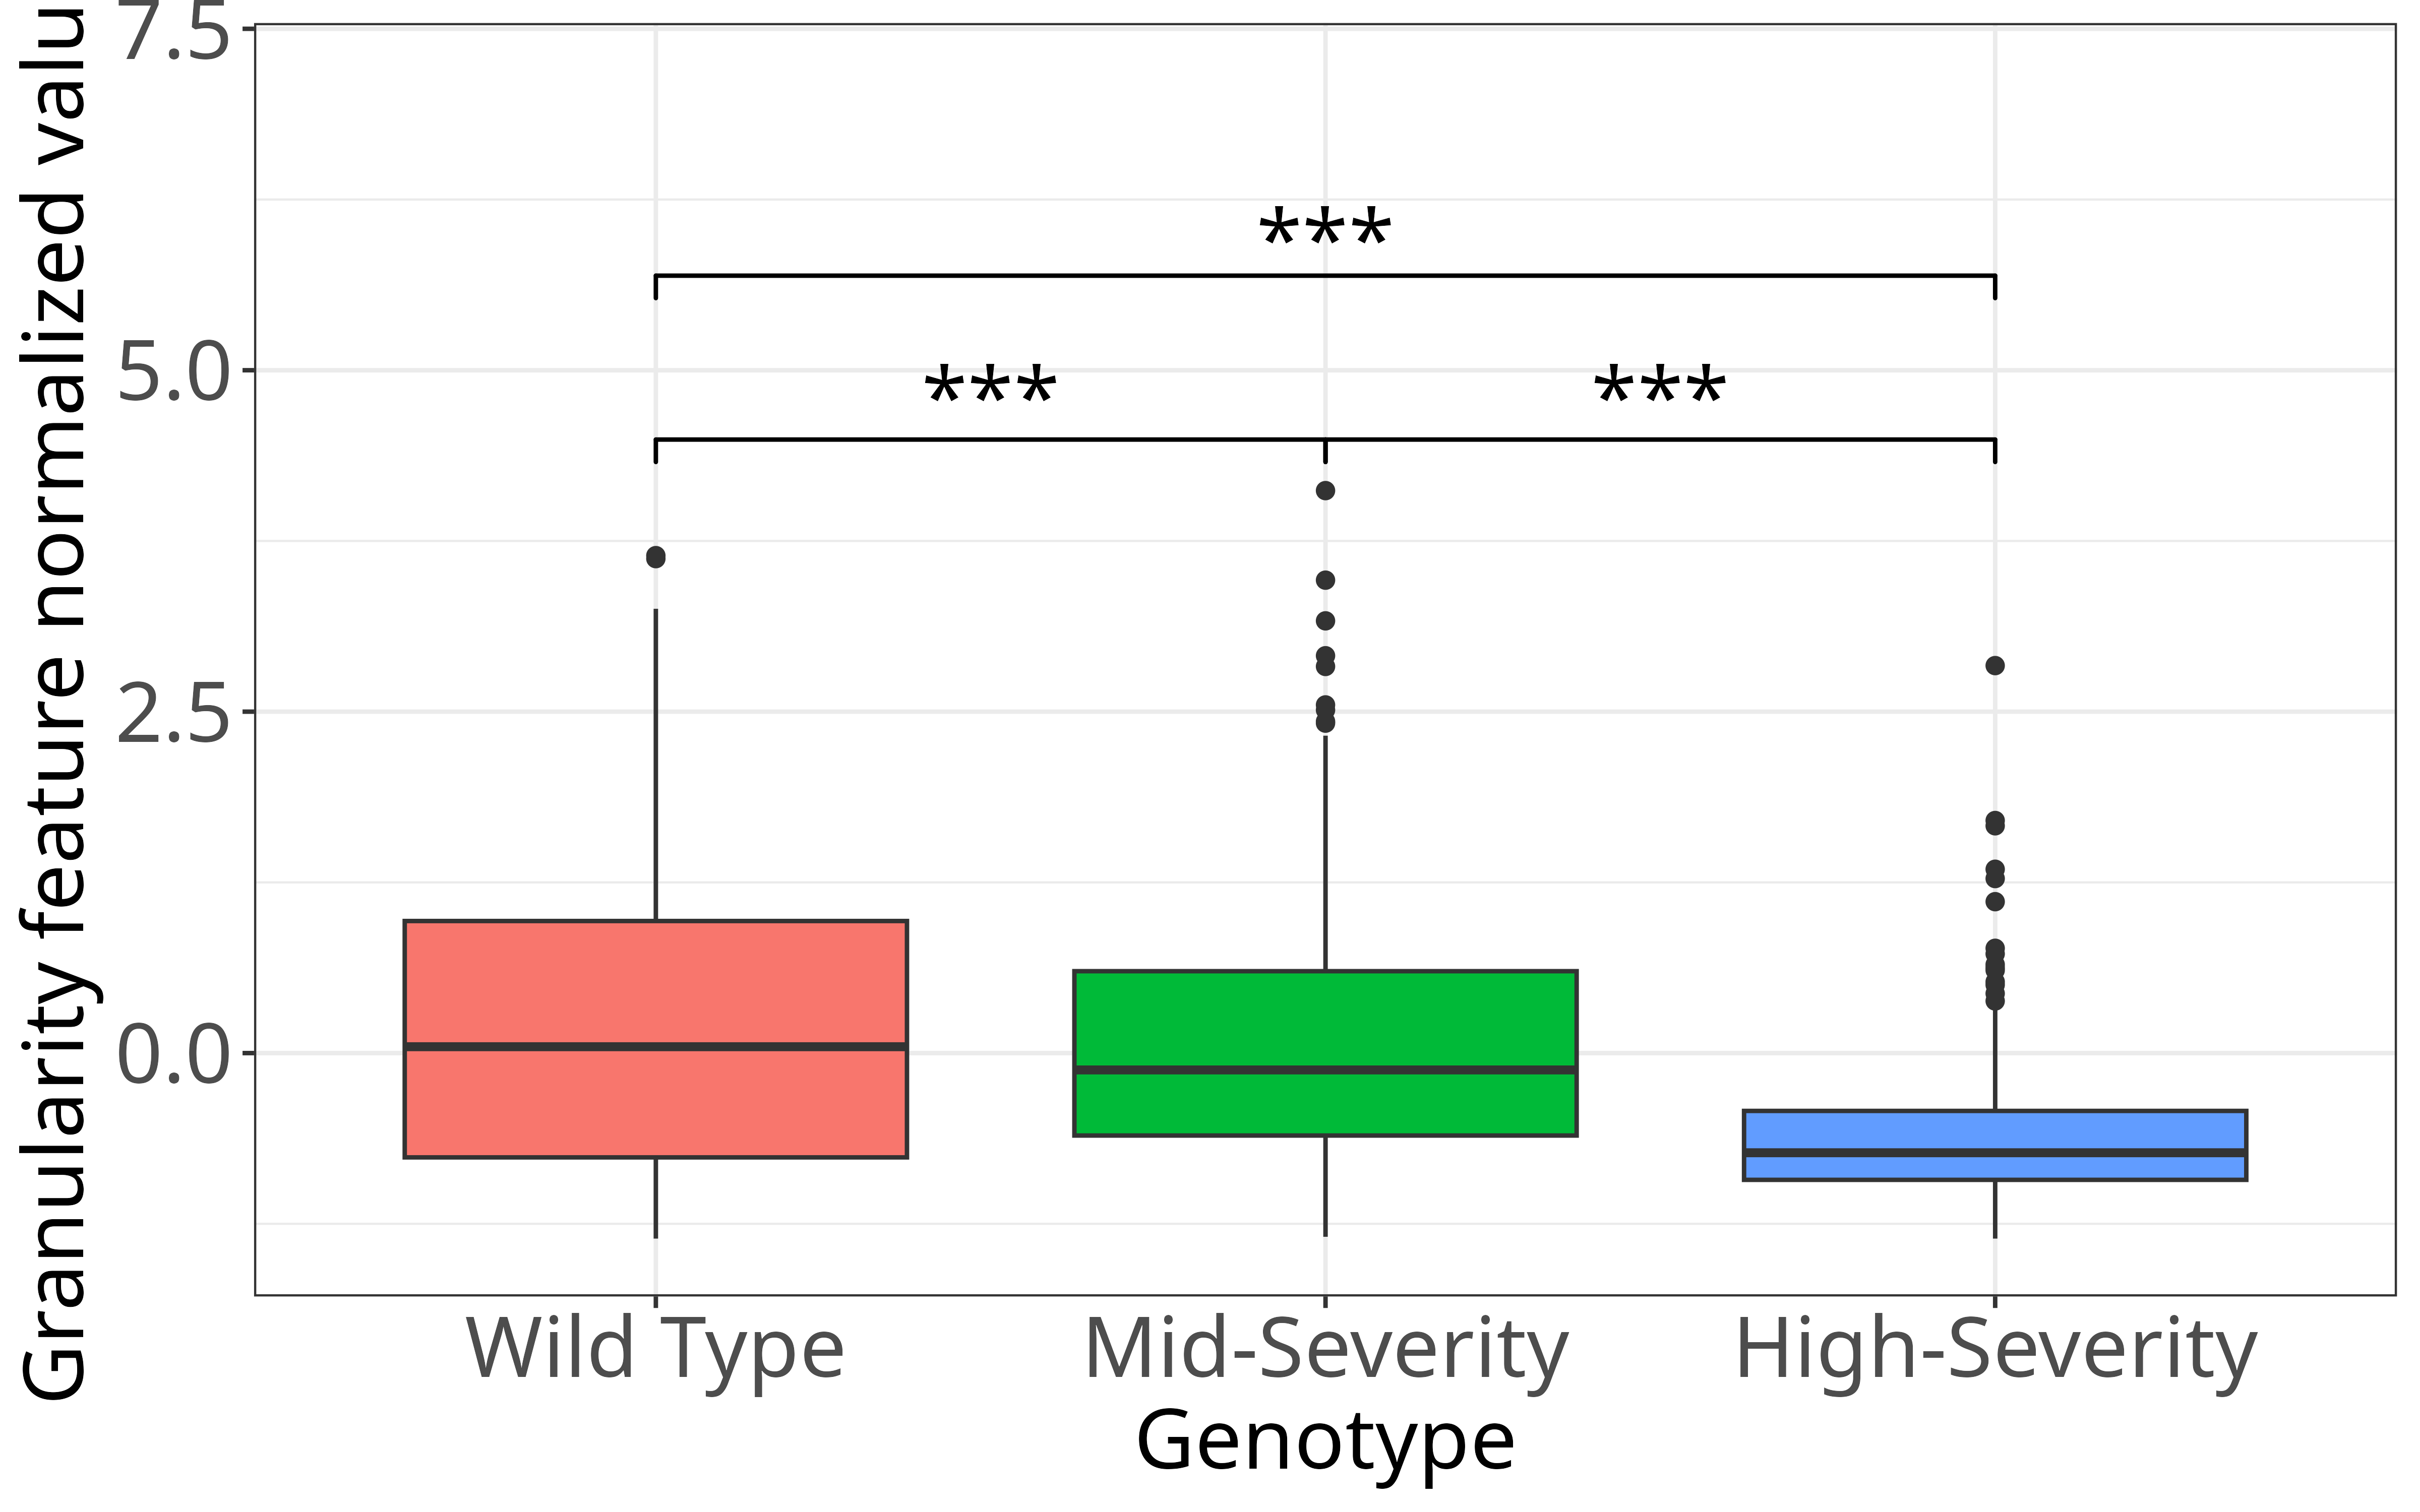 Granularity feature normalized valu
7.5
5.0
2.5
0.0
***
*** ***
Wild Type Mid-Severity High-Severity
Genotype